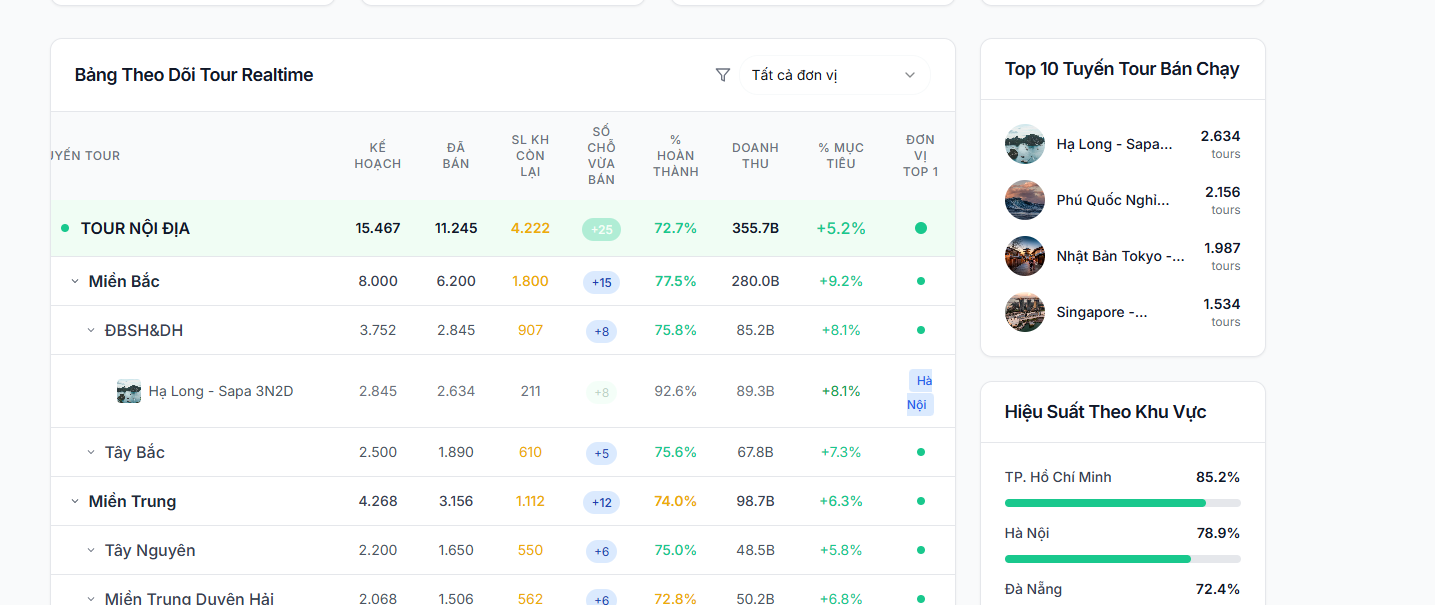 Bảng Theo Dõi Tour Realtime
Tất cả đơn vị
YẾN TOUR
KẾ HOẠCH
ĐÃ BÁN
SL KH CÒN LẠI
SỐ CHỖ VỪA BÁN
% HOÀN THÀNH
DOANH THU
% MỤC TIÊU
ĐƠN VỊ TOP 1
TOUR NỘI ĐỊA 15.467 11.245 4.222 +25 72.7% 355.7B +5.2%
Miền Bắc 8.000 6.200 1.800 +15 77.5% 280.0B +9.2%
ĐBSH&DH 3.752 2.845 907 +8 75.8% 85.2B +8.1%
Hạ Long - Sapa 3N2D 2.845 2.634 211 +8 92.6% 89.3B +8.1% Hà Nội
Tây Bắc 2.500 1.890 610 +5 75.6% 67.8B +7.3%
Miền Trung 4.268 3.156 1.112 +12 74.0% 98.7B +6.3%
Tây Nguyên 2.200 1.650 550 +6 75.0% 48.5B +5.8%
Miền Trung Duyên Hải 2.068 1.506 562 +6 72.8% 50.2B +6.8%
Top 10 Tuyến Tour Bán Chạy
Hạ Long - Sapa... 2.634
tours
Phú Quốc Nghỉ... 2.156
tours
Nhật Bản Tokyo -... 1.987
tours
Singapore -... 1.534
tours
Hiệu Suất Theo Khu Vực
TP. Hồ Chí Minh 85.2%
Hà Nội 78.9%
Đà Nẵng 72.4%